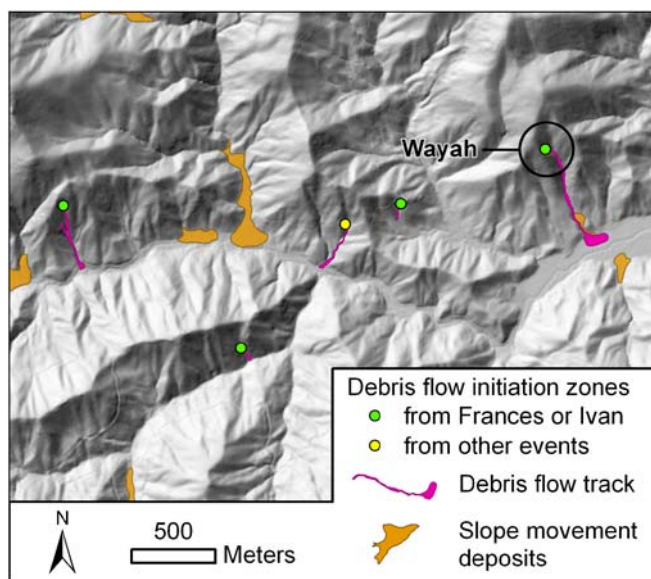 Wayah
Debris flow initiation zones
from Frances or Ivan
from other events
Debris flow track
Slope movement
deposits
N
500
Meters